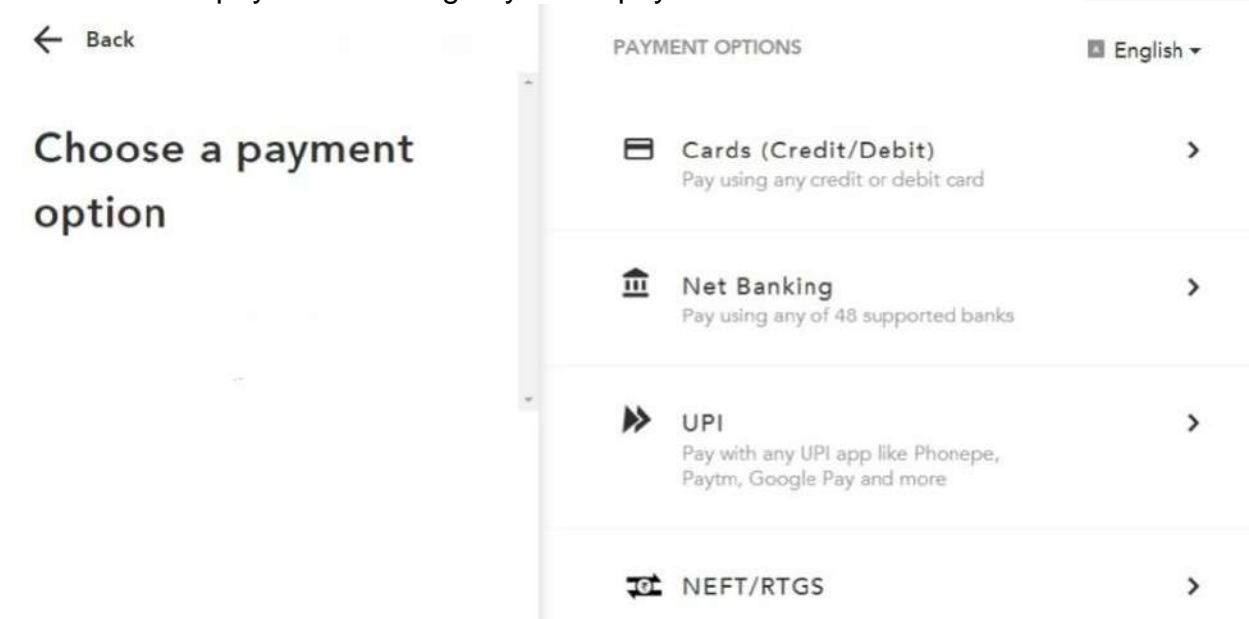 Back
Choose a payment
option
PAYMENT OPTIONS
English
Cards (Credit/Debit)
Pay using any credit or debit card
Net Banking
Pay using any of 48 supported banks
UPI
Pay with any UPI app like Phonepe,
Paytm, Google Pay and more
NEFT/RTGS